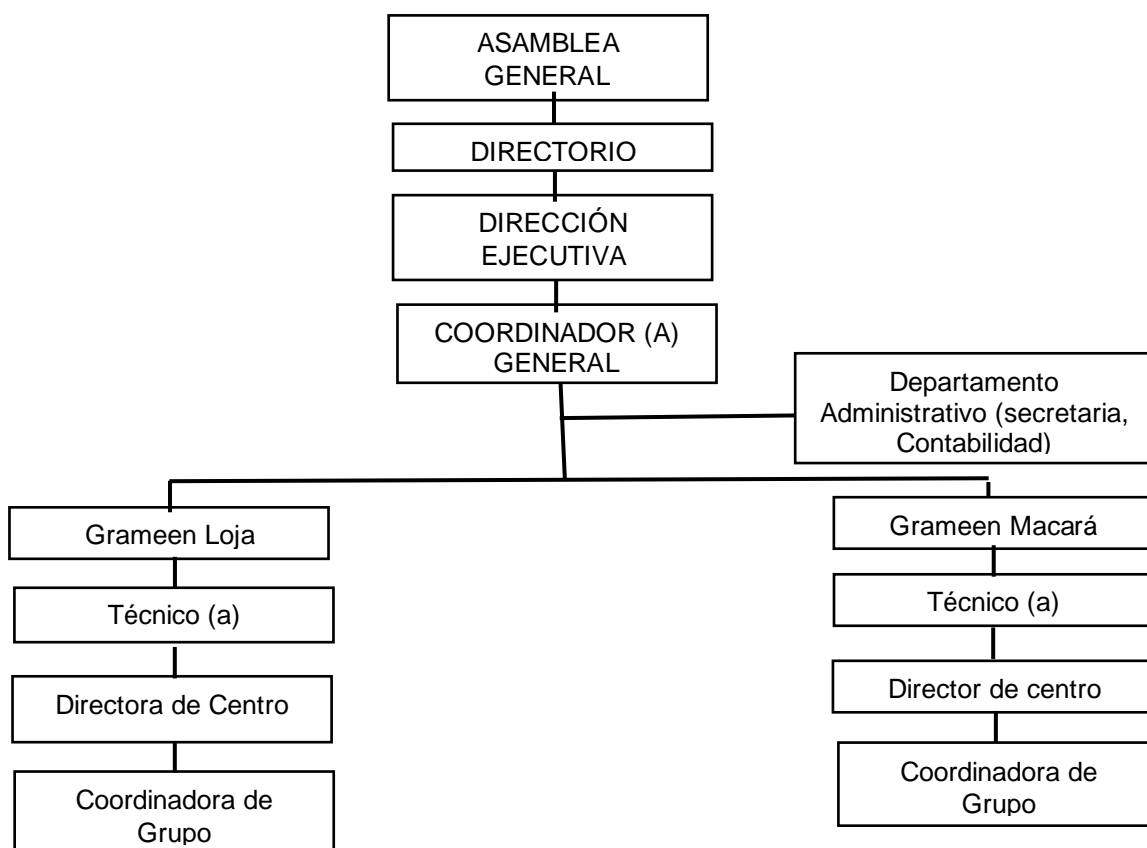 ASAMBLEA
GENERAL
DIRECTORIO
DIRECCIÓN
EJECUTIVA
COORDINADOR (A)
GENERAL
Departamento
Administrativo (secretaria,
Contabilidad)
Grameen Loja
Técnico (a)
Directora de Centro
Coordinadora de
Grupo
Grameen Macará
Técnico (a)
Director de centro
Coordinadora de
Grupo